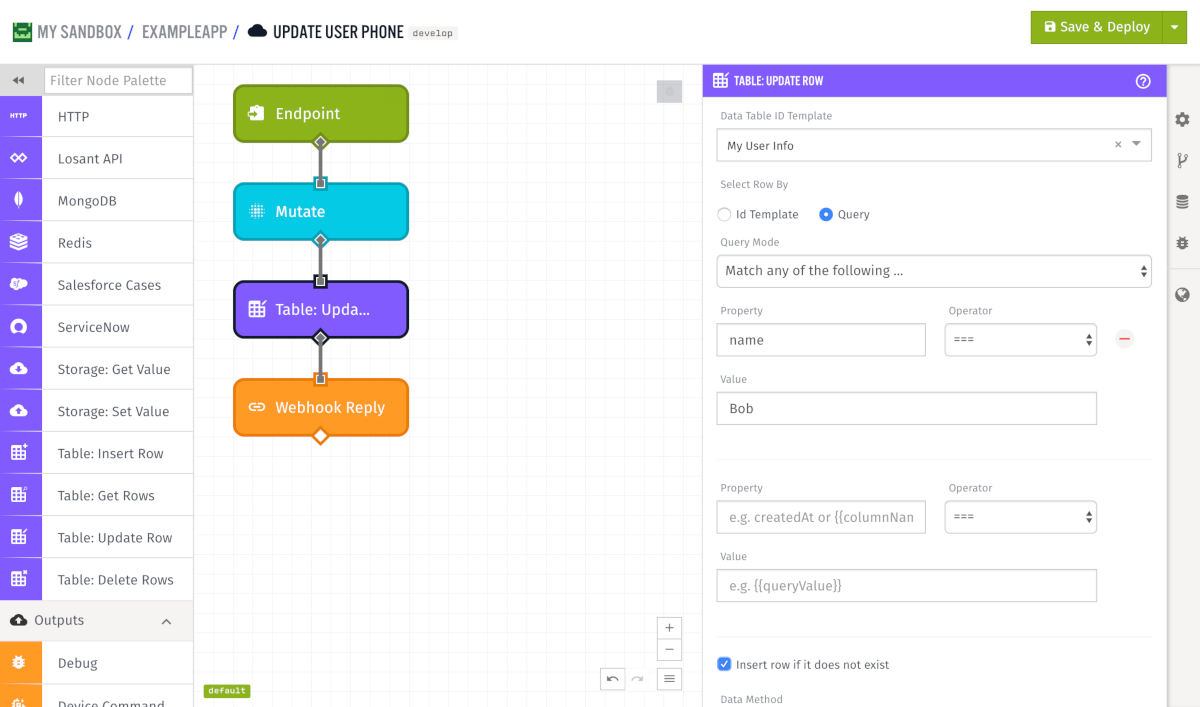 MY SANDBOX / EXAMPLEAPP / UPDATE USER PHONE develop
Save & Deploy
Filter Node Palette
HTTP HTTP
Losant API
MongoDB
Redis
Salesforce Cases
ServiceNow
Storage: Get Value
Storage: Set Value
Table: Insert Row
Table: Get Rows
Table: Update Row
Table: Delete Rows
Outputs
Debug
Device Command
Endpoint
Mutate
Table: Upda...
Webhook Reply
default
TABLE: UPDATE ROW
Data Table ID Template
My User Info
Select Row By
Id Template Query
Query Mode
Match any of the following ...
Property Operator
name ===
Value
Bob
Property Operator
e.g. createdAt or {{columnNan ===
Value
e.g. {{queryValue}}
Insert row if it does not exist
Data Method